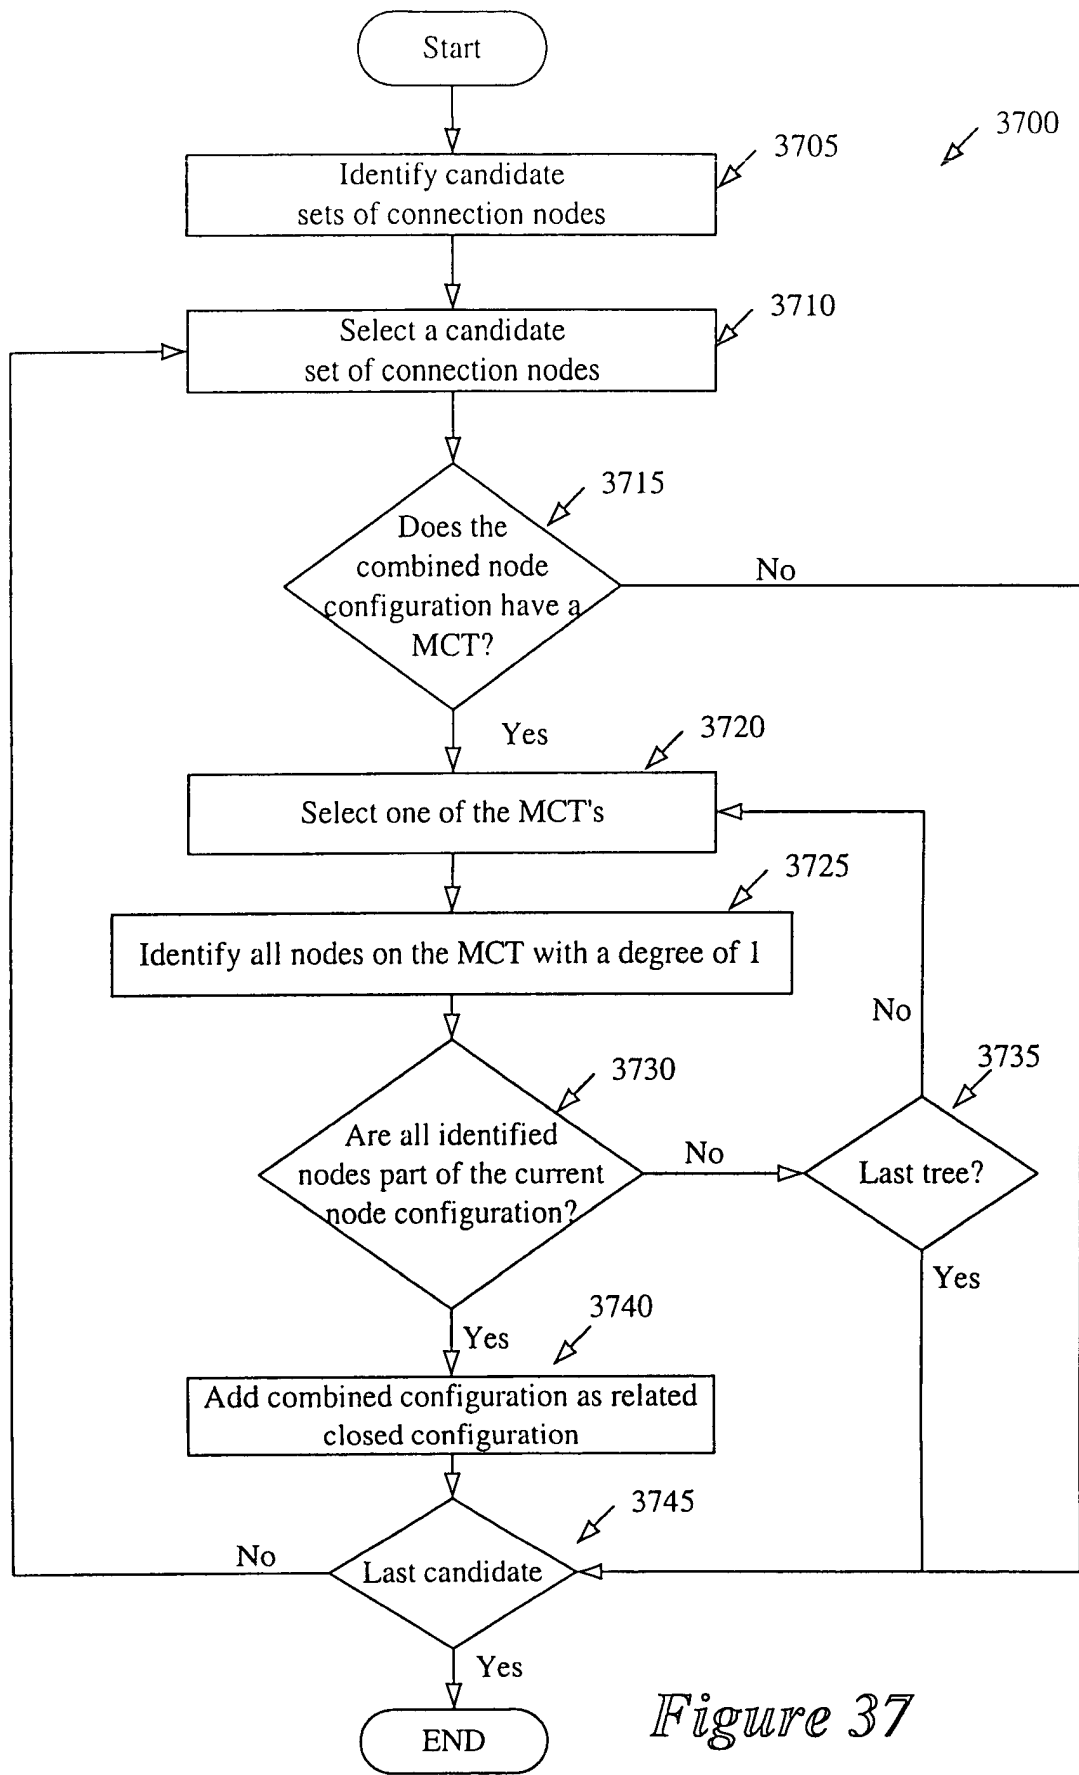 Start
3700
3705
Identify candidate
sets of connection nodes
3710
Select a candidate
set of connection nodes
3715
Does the
combined node
configuration have a
MCT?
No
Yes
3720
Select one of the MCT's
3725
Identify all nodes on the MCT with a degree of 1
No
3735
3730
Are all identified
nodes part of the current
node configuration?
No
Last tree?
Yes
3740
Yes
Add combined configuration as related
closed configuration
3745
No
Last candidate
Yes
END
Figure 37